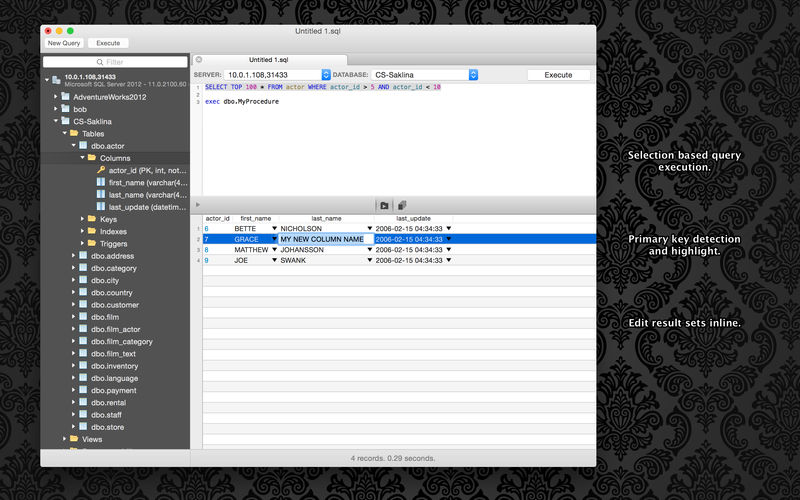 Untitled 1.sql
New Query
Execute
Filter
10.0.1.108,31433
Microsoft SQL Server 2012 - 11.0.2100.60
AdventureWorks2012
bob
CS-Saklina
Tables
dbo.actor
Columns
actor_id (PK, int, not...
first_name (varchar(4...
last_name (varchar(4...
last_update (datetim...
Keys
Indexes
Triggers
dbo.address
dbo.category
dbo.city
dbo.country
dbo.customer
dbo.film
dbo.film_actor
dbo.film_category
dbo.film_text
dbo.inventory
dbo.language
dbo.payment
dbo.rental
dbo.staff
dbo.store
Views
Untitled 1.sql
SERVER: 10.0.1.108,31433 DATABASE: CS-Saklina Execute
1 SELECT TOP 100 * FROM actor WHERE actor_id > 5 AND actor_id < 10
2
3 exec dbo.MyProcedure
actor_id first_name last_name last_update
1 6 BETTE NICHOLSON 2006-02-15 04:34:33
2 7 GRACE MY NEW COLUMN NAME 2006-02-15 04:34:33
3 8 MATTHEW JOHANSSON 2006-02-15 04:34:33
4 9 JOE SWANK 2006-02-15 04:34:33
4 records. 0.29 seconds.
Selection based query
execution.
Primary key detection
and highlight.
Edit result sets inline.